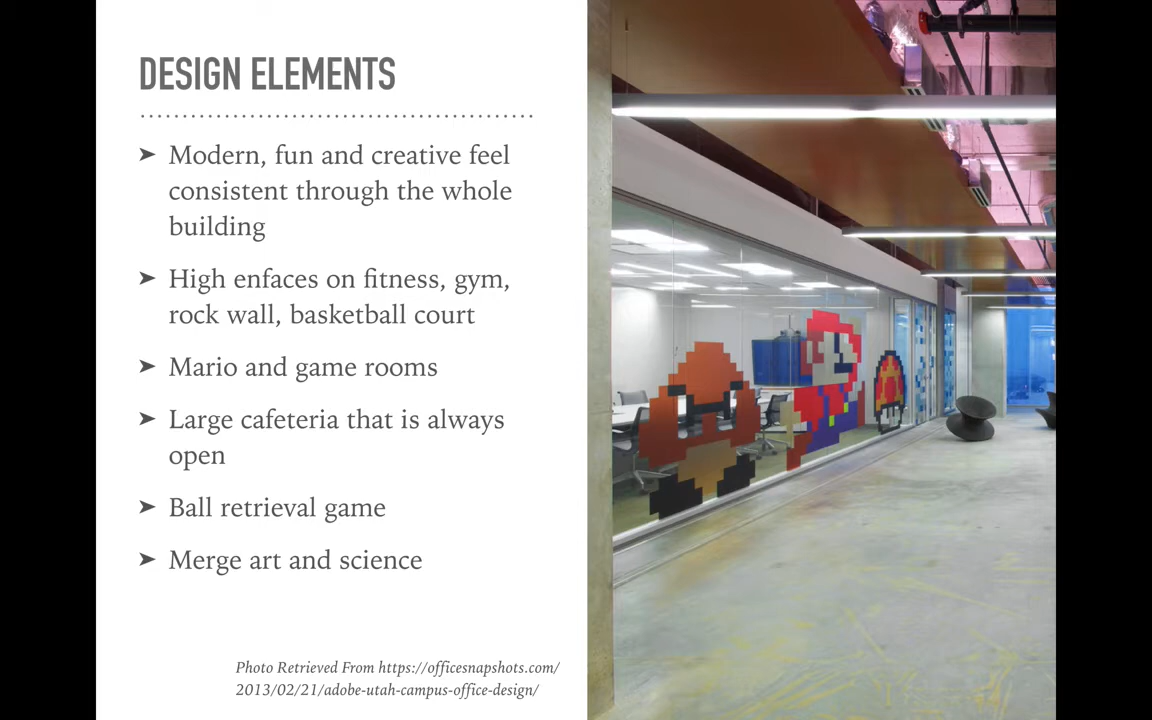 DESIGN ELEMENTS
➤ Modern, fun and creative feel
consistent through the whole
building
➤ High enfaces on fitness, gym,
rock wall, basketball court
➤ Mario and game rooms
➤ Large cafeteria that is always
open
➤ Ball retrieval game
➤ Merge art and science
Photo Retrieved From https://officesnapshots.com/
2013/02/21/adobe-utah-campus-office-design/